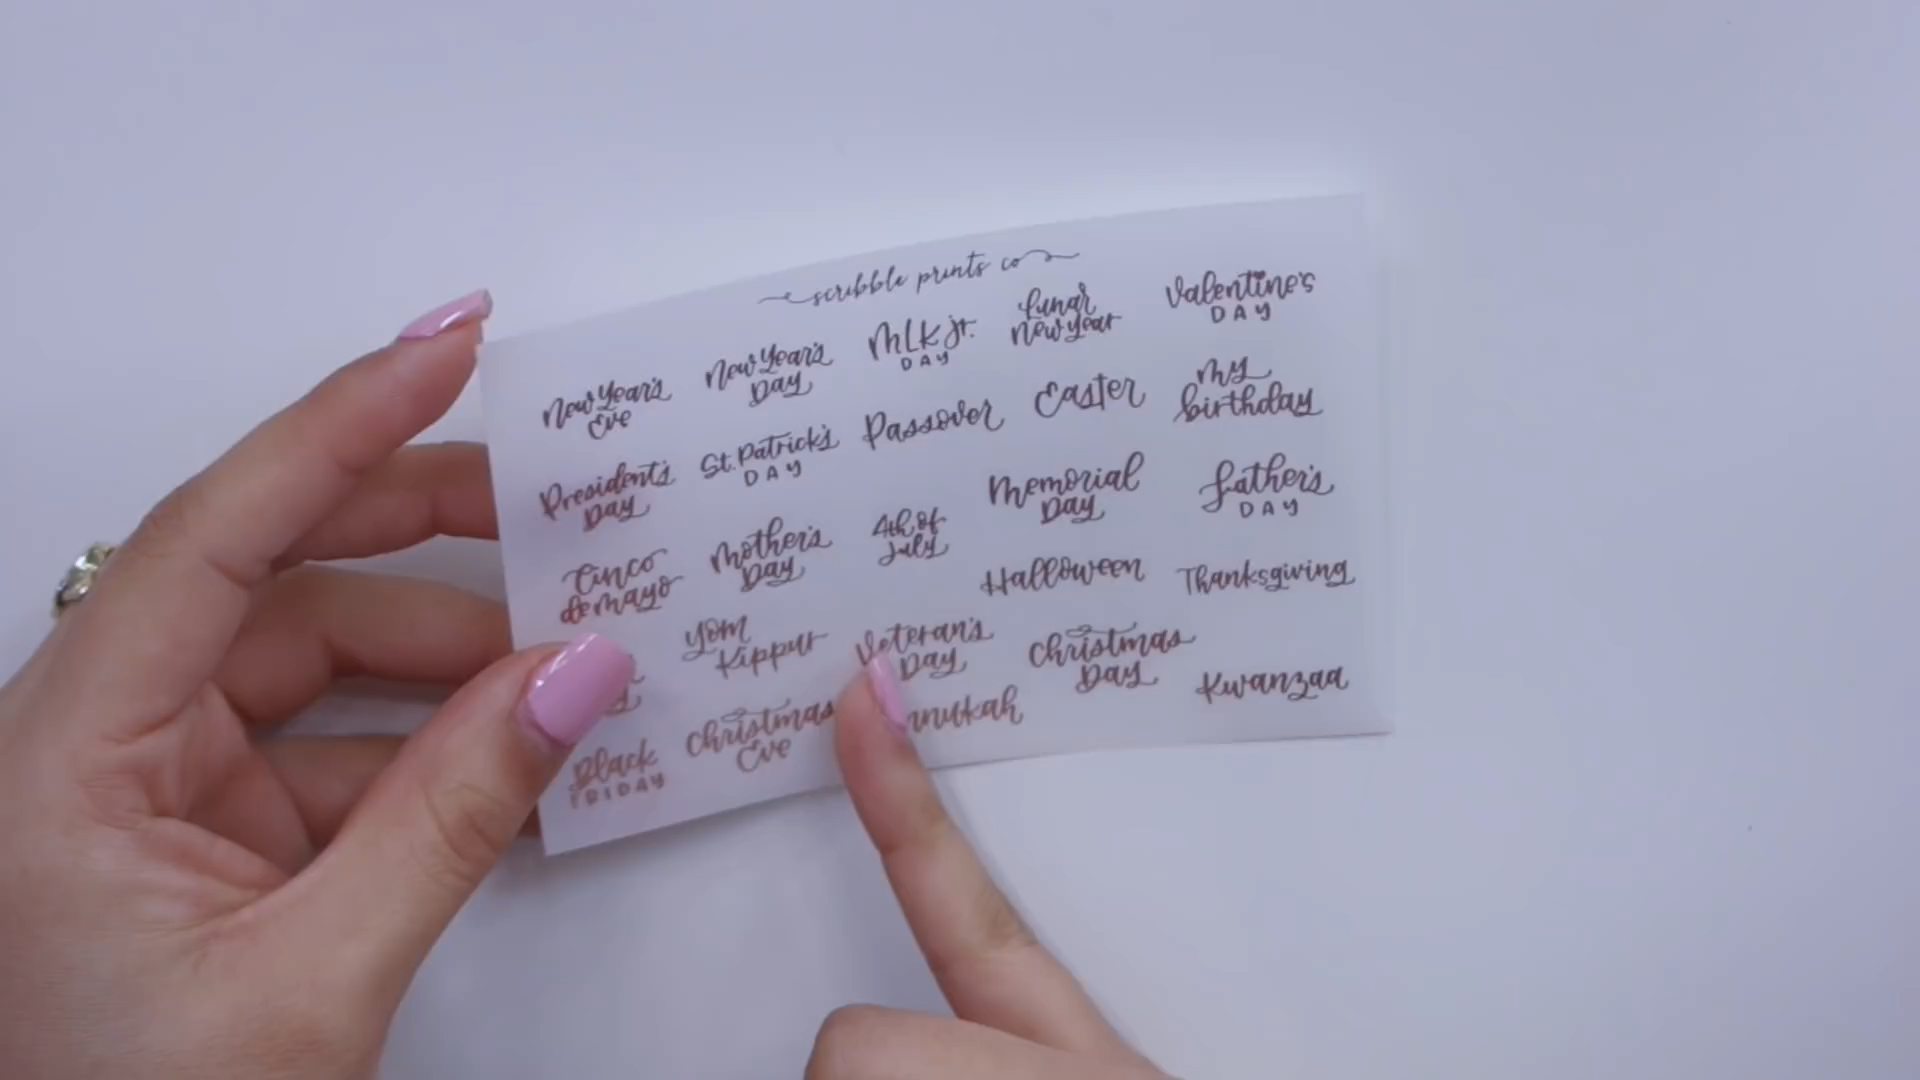 scribble prints co
New Year's
Eve
New Year's
Day
MLK Jr.
DAY
Lunar
New Year
Valentine's
DAY
President's
Day
St. Patrick's
DAY
Passover
Easter
my
birthday
Cinco
de Mayo
Mother's
Day
4th of
July
Memorial
Day
Father's
DAY
Yom
Kippur
Veteran's
Day
Halloween
Thanksgiving
Black
FRIDAY
Christmas
Eve
nnukah
Christmas
Day
Kwanzaa